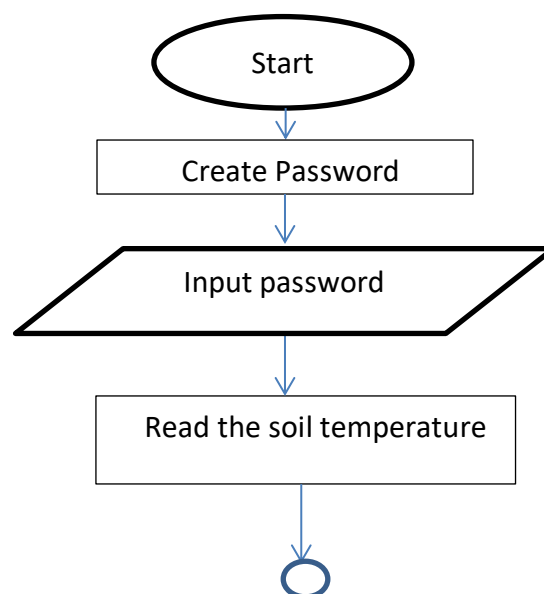 Start
Create Password
Input password
Read the soil temperature